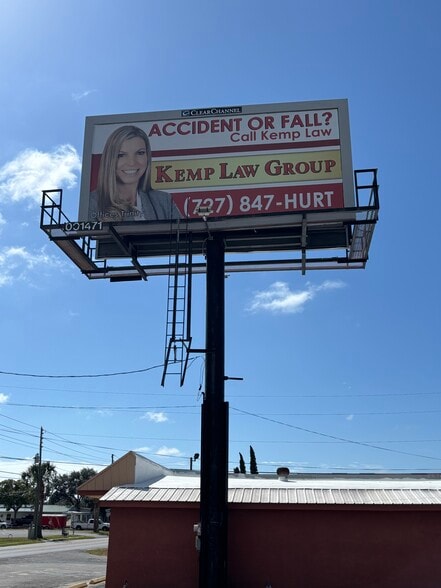 CLEARCHANNEL
ACCIDENT OR FALL?
Call Kemp Law
KEMP LAW GROUP
(727) 847-HURT
001471